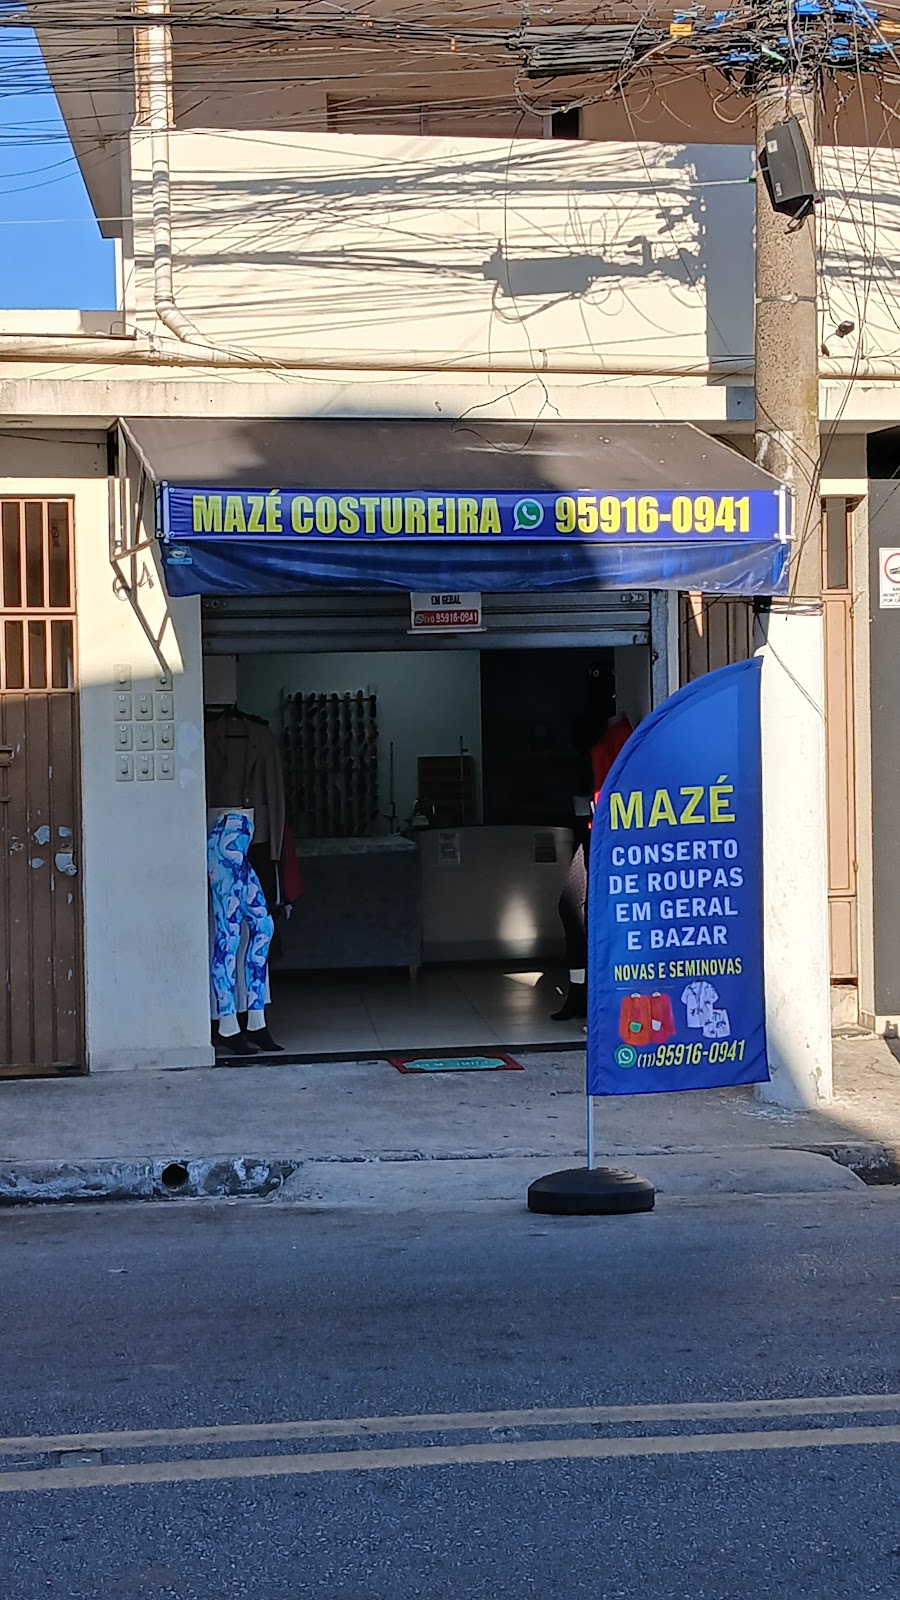 MAZÉ COSTUREIRA 95916-0941
EM GERAL
(11) 95916-0941
MAZÉ
CONSERTO
DE ROUPAS
EM GERAL
E BAZAR
NOVAS E SEMINOVAS
(11) 95916-0941